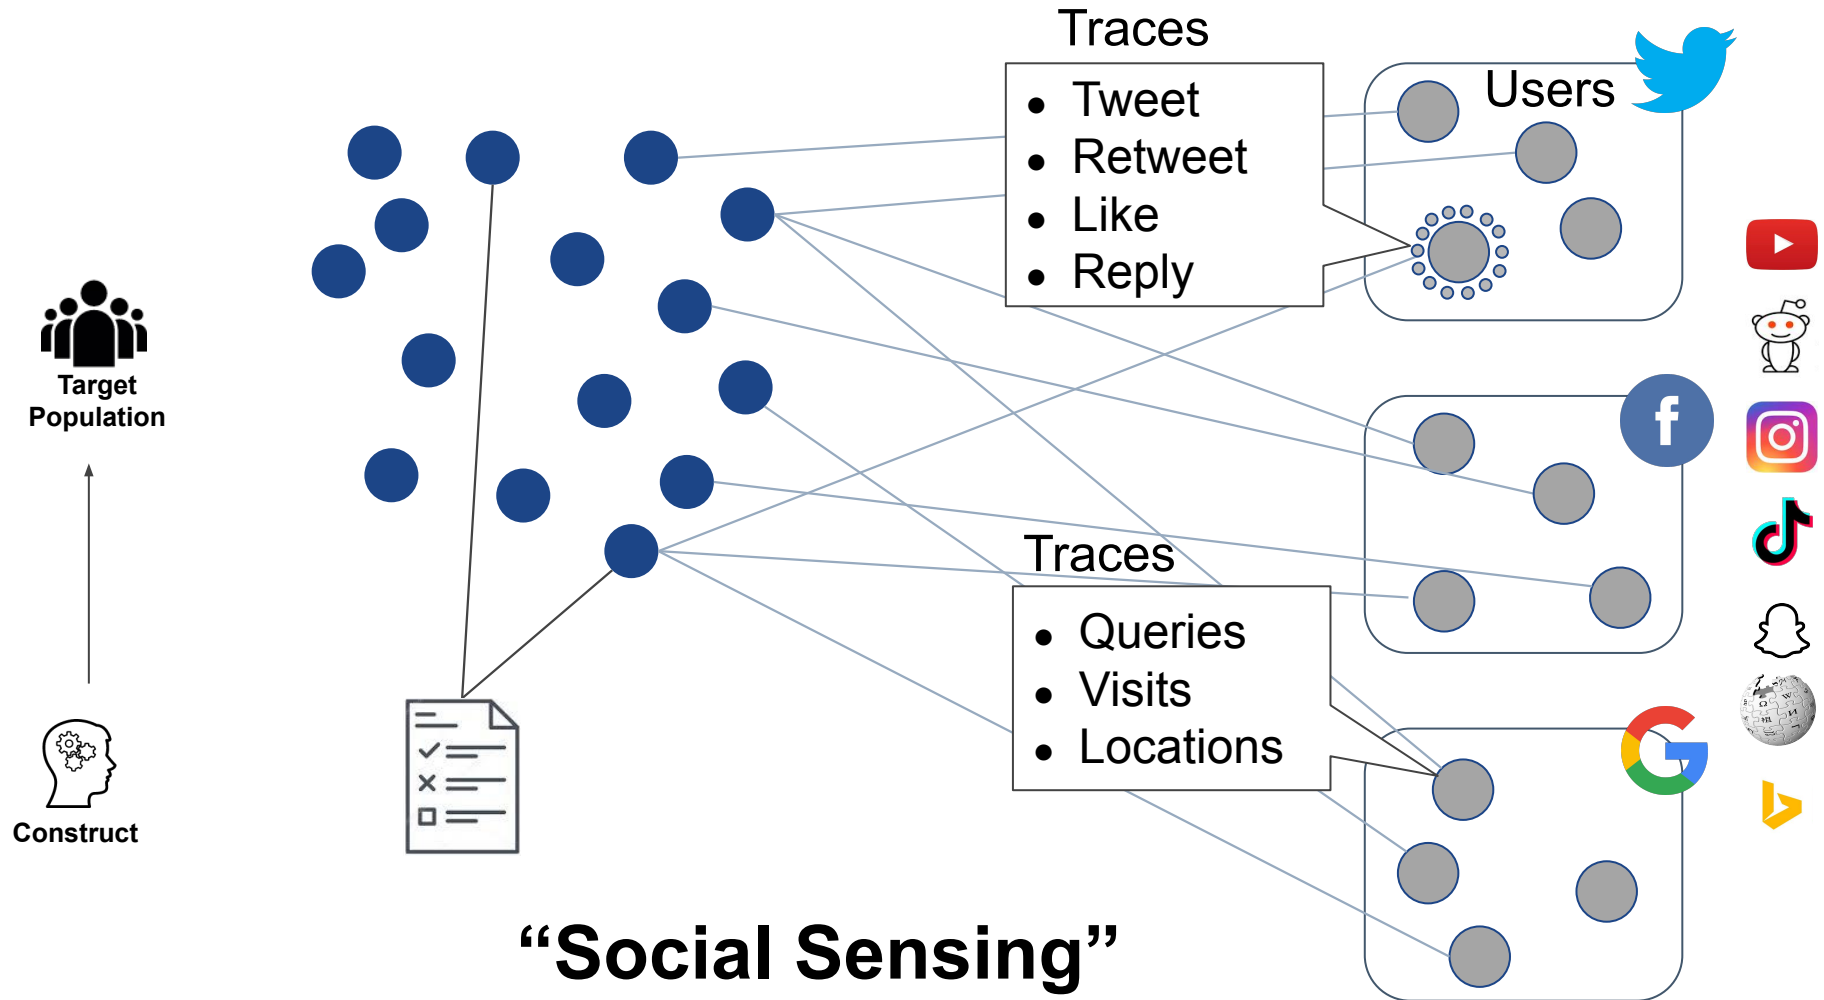 Traces
• Tweet
• Retweet
• Like
• Reply
Users
f
Target
Population
Construct
Traces
• Queries
• Visits
• Locations
“Social Sensing”